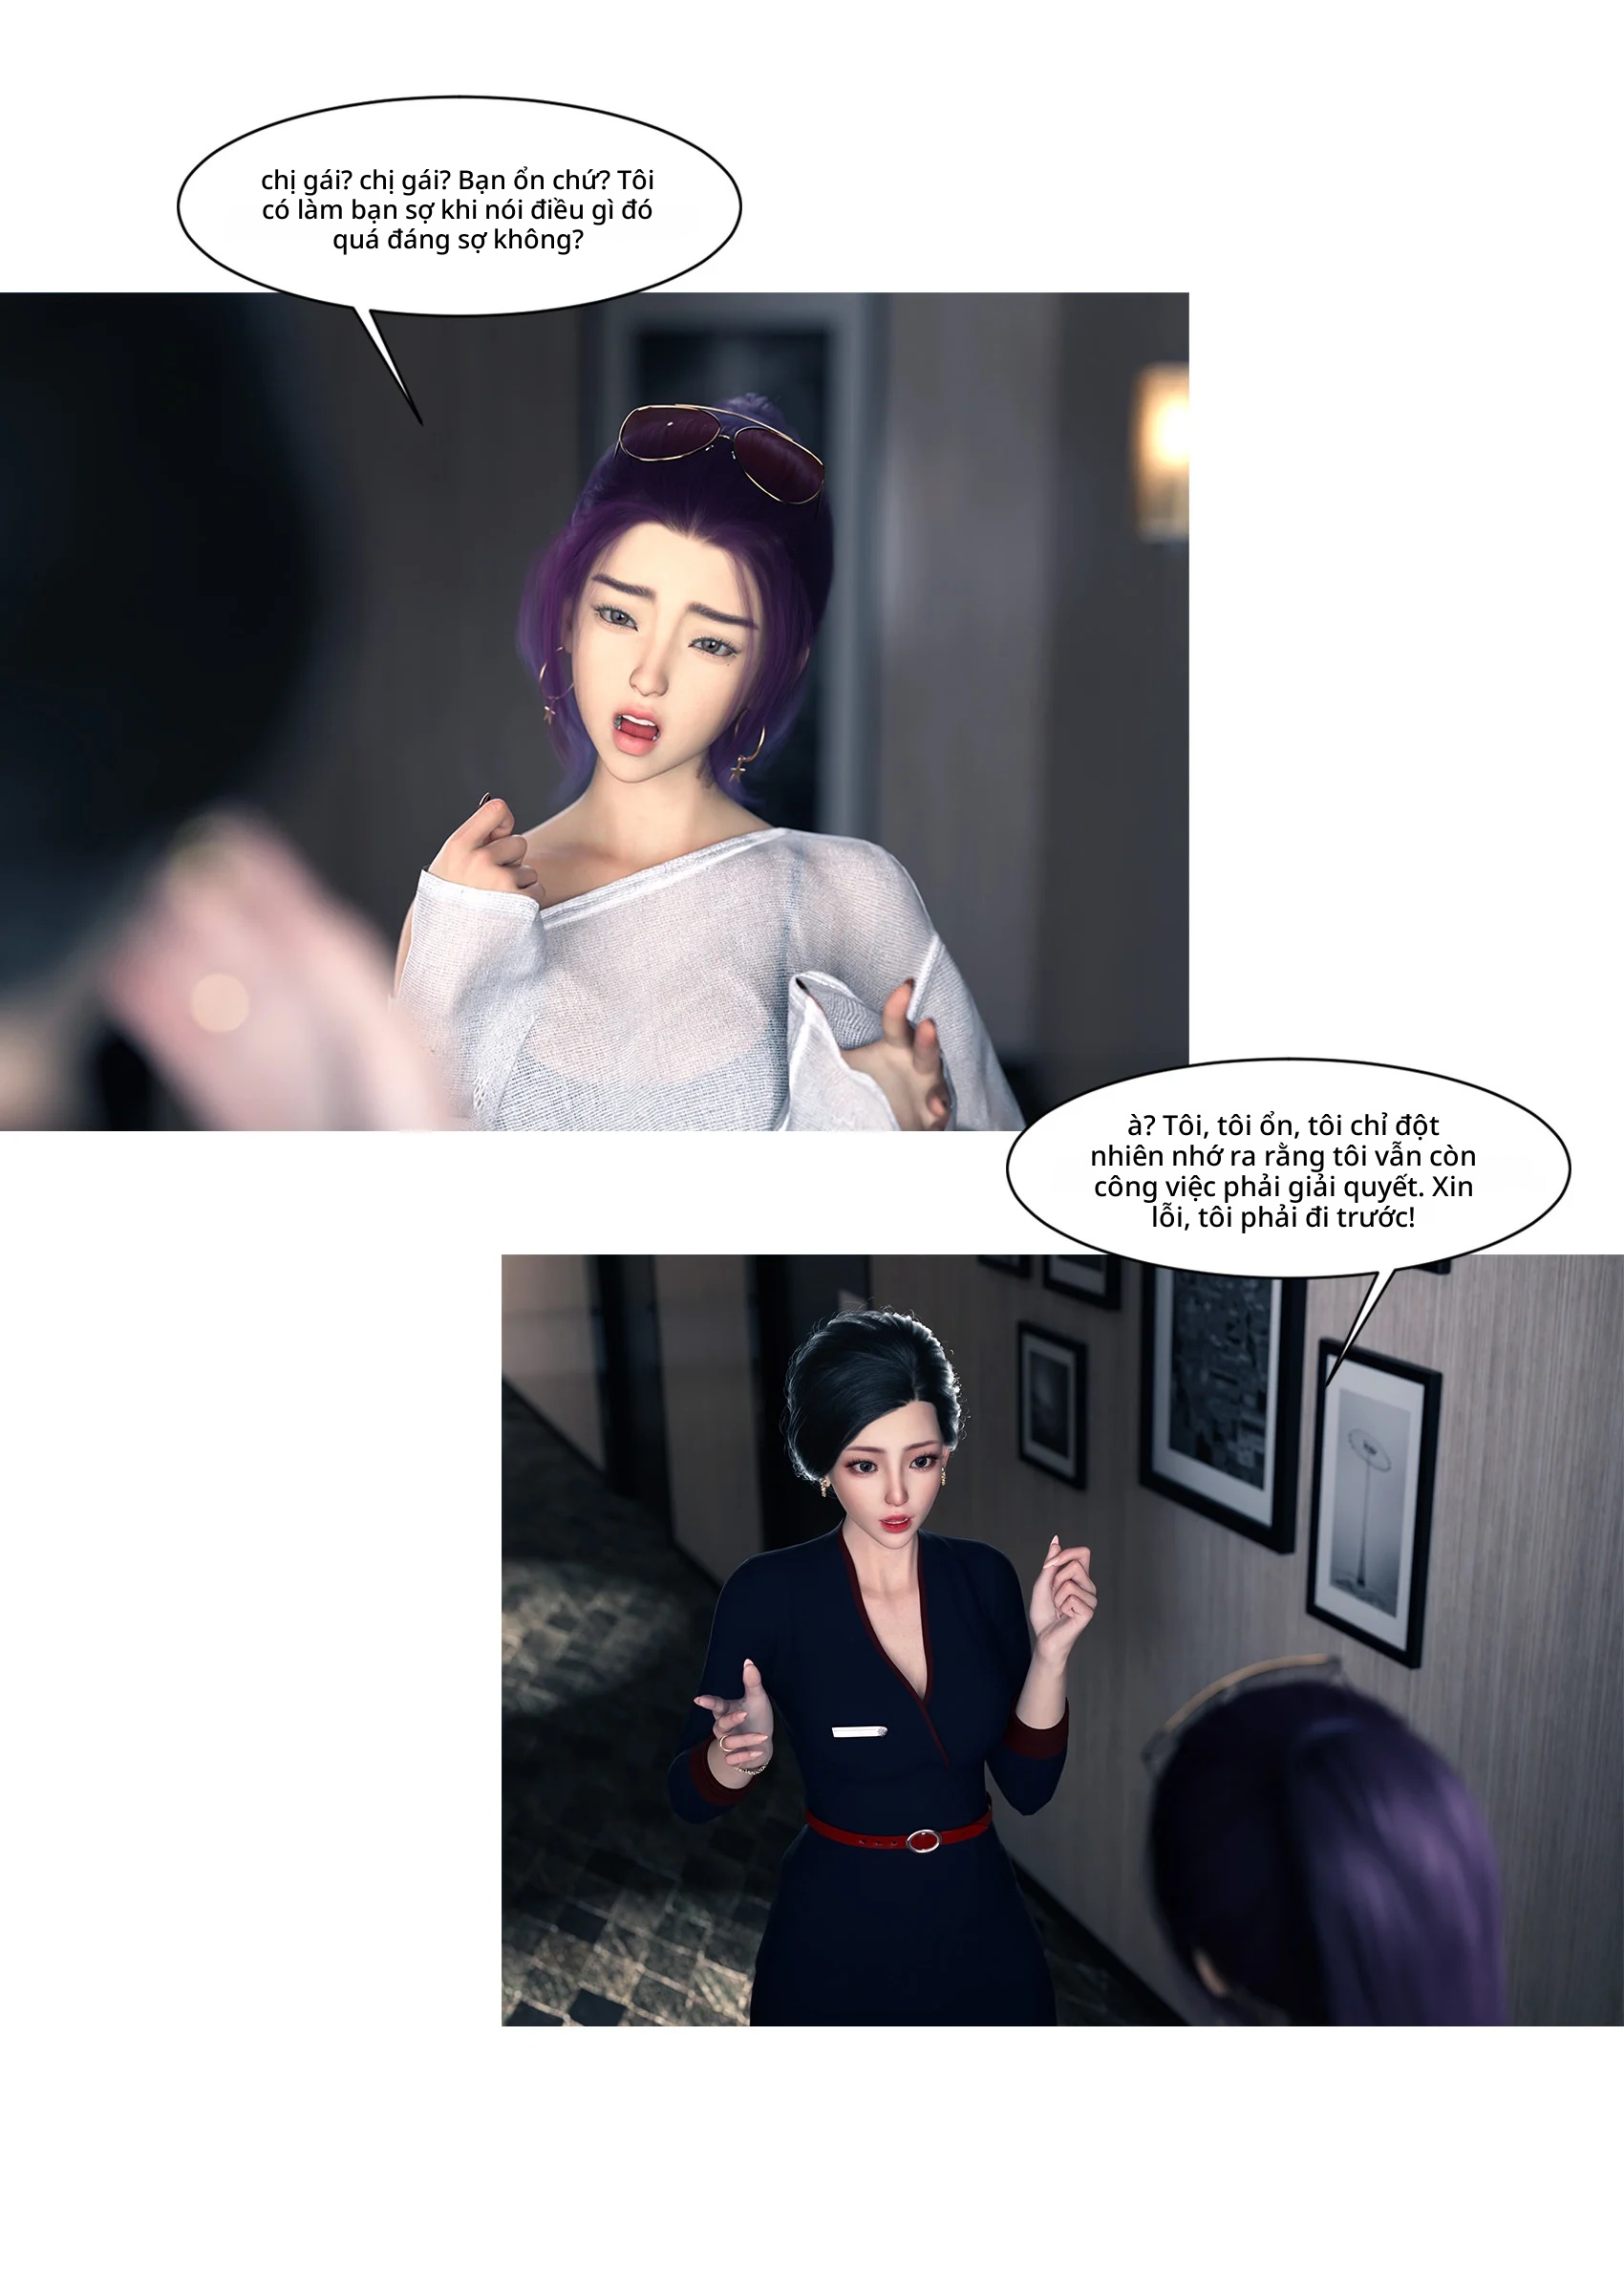 chị gái? chị gái? Bạn ổn chứ? Tôi
có làm bạn sợ khi nói điều gì đó
quá đáng sợ không?
à? Tôi, tôi ổn, tôi chỉ đột
nhiên nhớ ra rằng tôi vẫn còn
công việc phải giải quyết. Xin
lỗi, tôi phải đi trước!